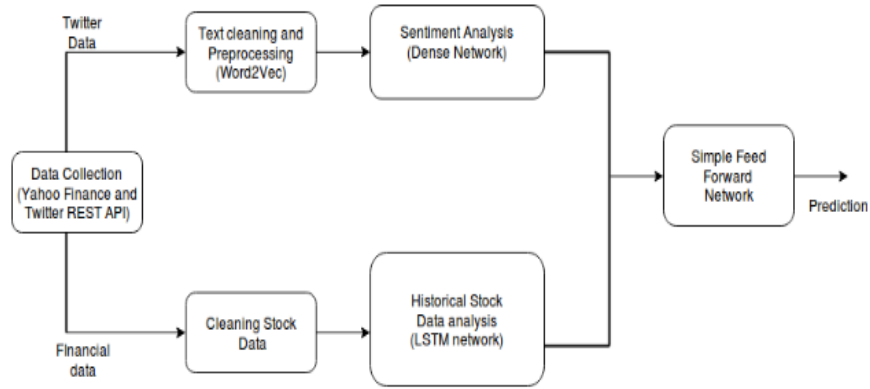 Twitter
Data
Text cleaning and
Preprocessing
(Word2Vec)
Sentiment Analysis
(Dense Network)
Data Collection
(Yahoo Finance and
Twitter REST API)
Simple Feed
Forward
Network
Prediction
Financial
data
Cleaning Stock
Data
Historical Stock
Data analysis
(LSTM network)